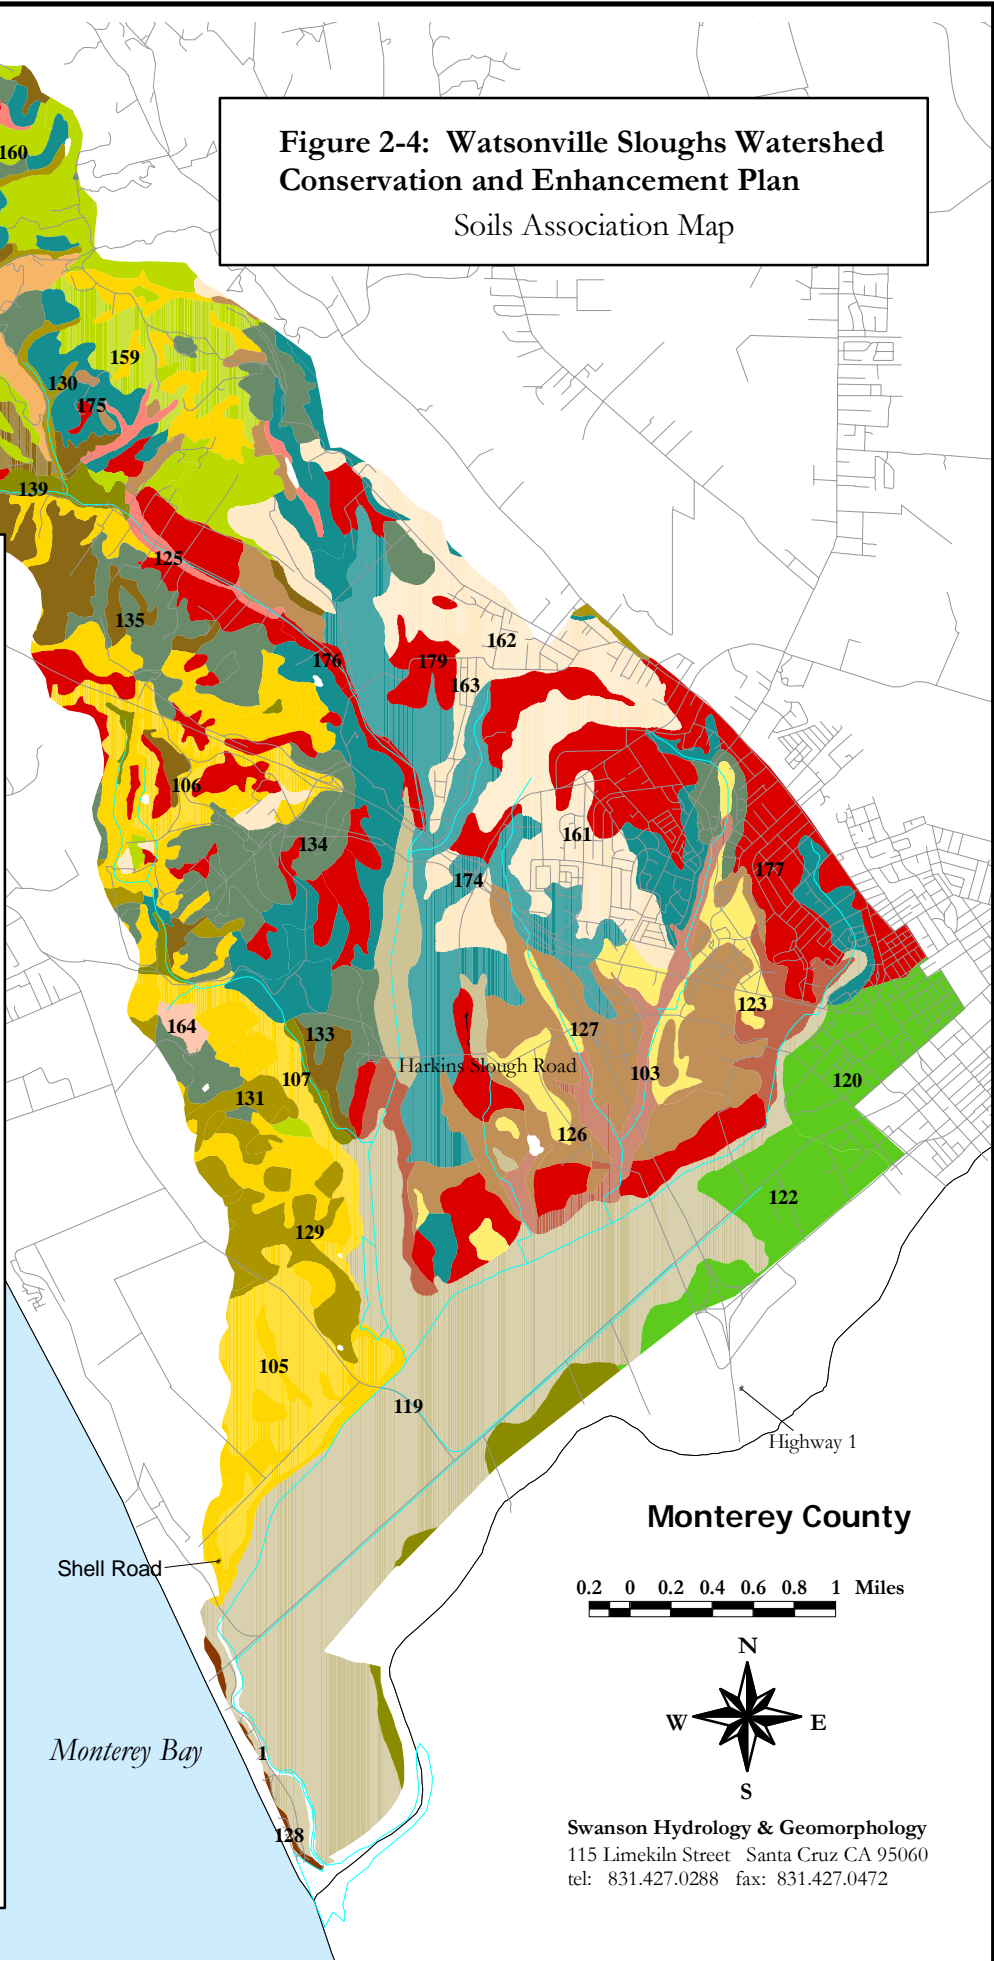 Figure 2-4: Watsonville Sloughs Watershed
Conservation and Enhancement Plan
Soils Association Map
160
159
130
175
139
125
135
162
176
179
163
106
161
134
177
174
123
164
127
133
Harkins Slough Road
103
107
120
131
126
122
129
105
119
Highway 1
Monterey County
Shell Road
0.2 0 0.2 0.4 0.6 0.8 1 Miles
N
W E
S
Monterey Bay
1
128
Swanson Hydrology & Geomorphology
115 Limekiln Street Santa Cruz CA 95060
tel: 831.427.0288 fax: 831.427.0472